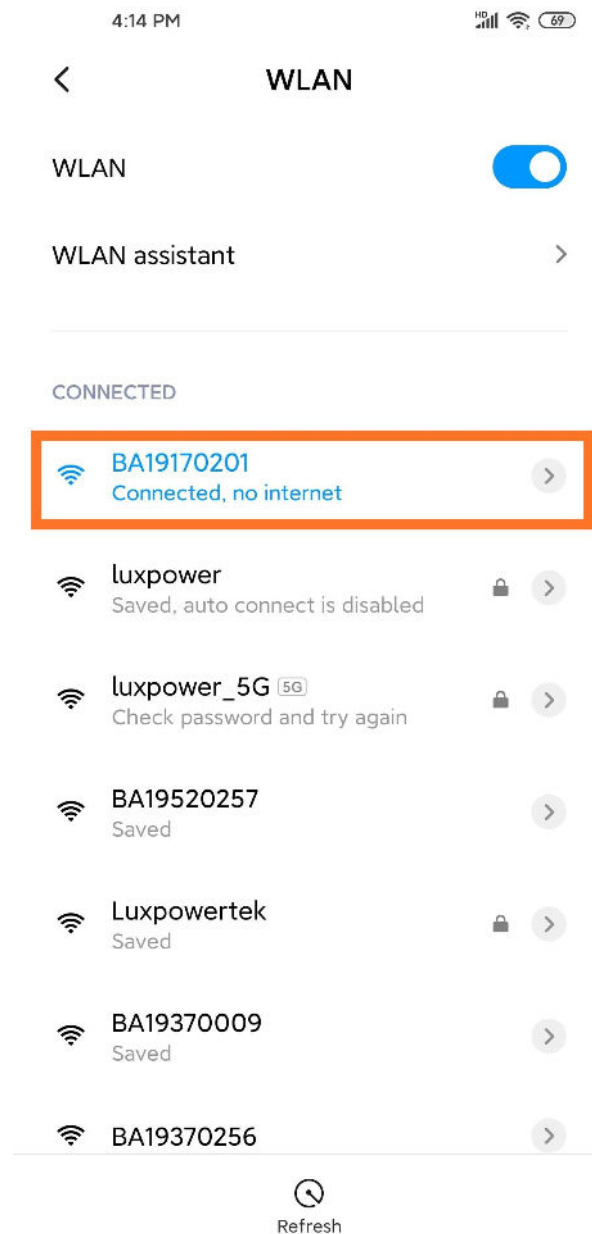 4:14 PM HD 69
WLAN
WLAN
WLAN assistant
CONNECTED
BA19170201
Connected, no internet
luxpower
Saved, auto connect is disabled
luxpower_5G 5G
Check password and try again
BA19520257
Saved
Luxpowertek
Saved
BA19370009
Saved
BA19370256
Refresh